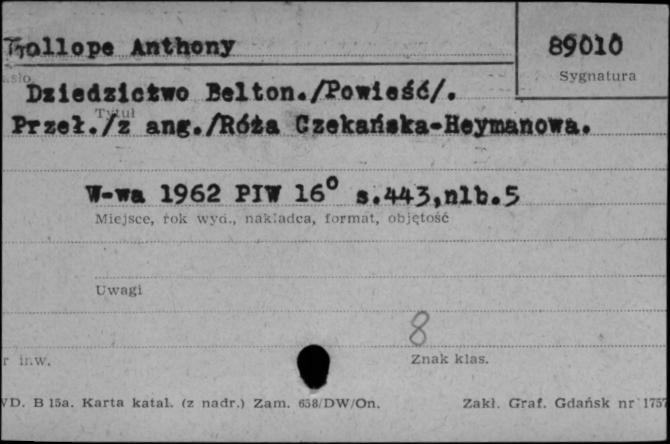 Trollope Anthony
89010
Sygnatura
Dziedzictwo Belton./Powieść/.
Tytuł
Przeł./z ang./Róża Czekańska-Heymanowa.
W-wa 1962 PIW 16° s.443,nlb.5
Miejsce, rok wyd., nakładca, format, objętość
Uwagi
8
r inw.
Znak klas.
VD. B 15a. Karta katal. (z nadr.) Zam. 658/DW/On.
Zakł. Graf. Gdańsk nr 1757